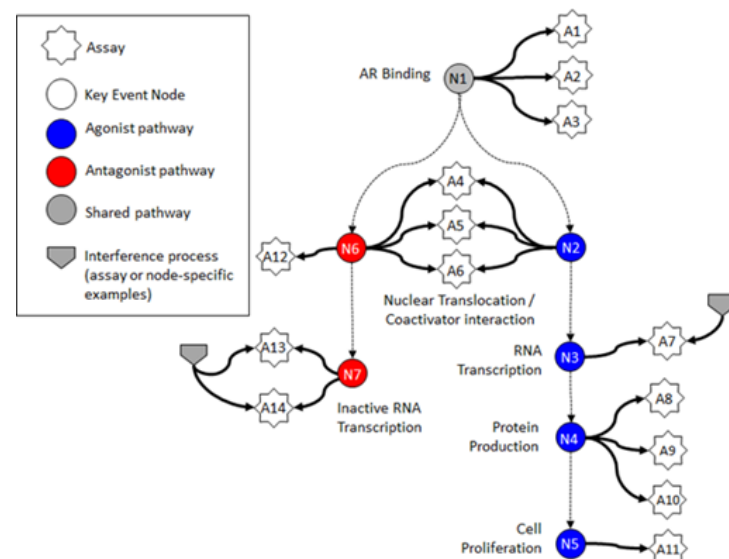 Assay
Key Event Node
Agonist pathway
Antagonist pathway
Shared pathway
Interference process
(assay or node-specific
examples)
AR Binding
N1
A1
A2
A3
A4
A5
A6
A12
N6
N2
Nuclear Translocation /
Coactivator interaction
A13
A14
N7
Inactive RNA
Transcription
RNA
Transcription
N3
A7
Protein
Production
N4
A8
A9
A10
Cell
Proliferation
N5
A11